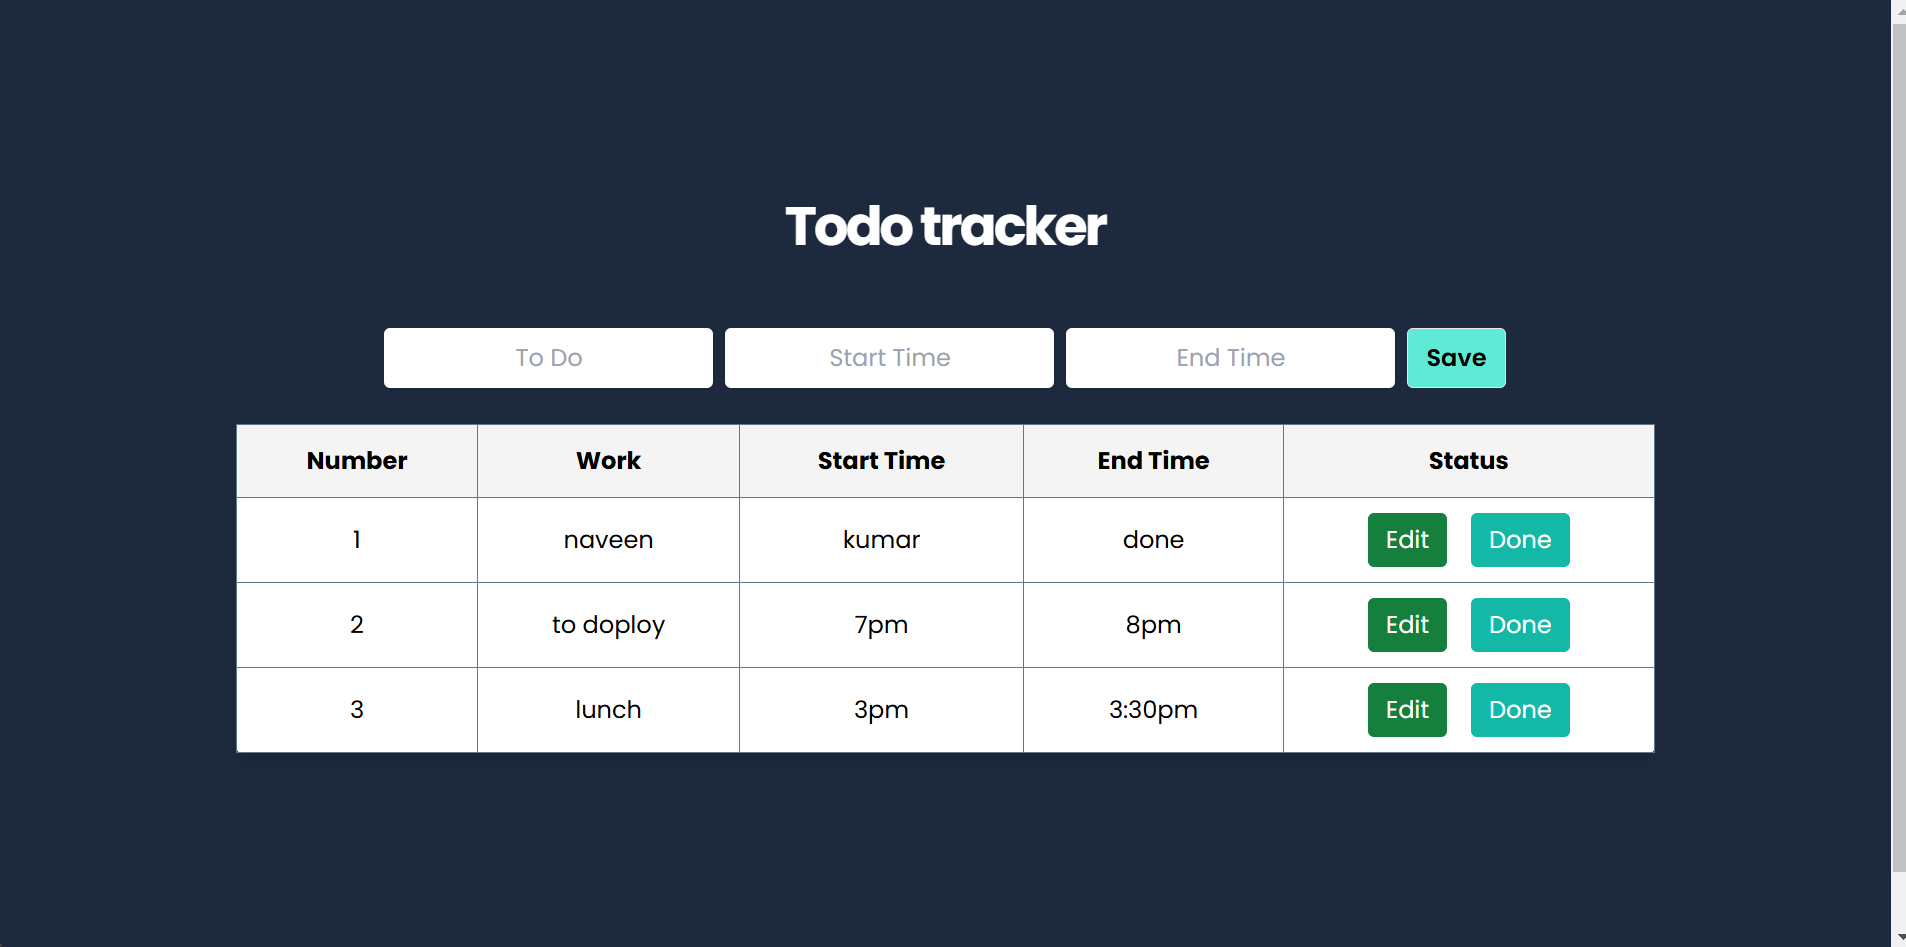 Todo tracker
To Do Start Time End Time Save
Number Work Start Time End Time Status
1 naveen kumar done Edit Done
2 to doploy 7pm 8pm Edit Done
3 lunch 3pm 3:30pm Edit Done